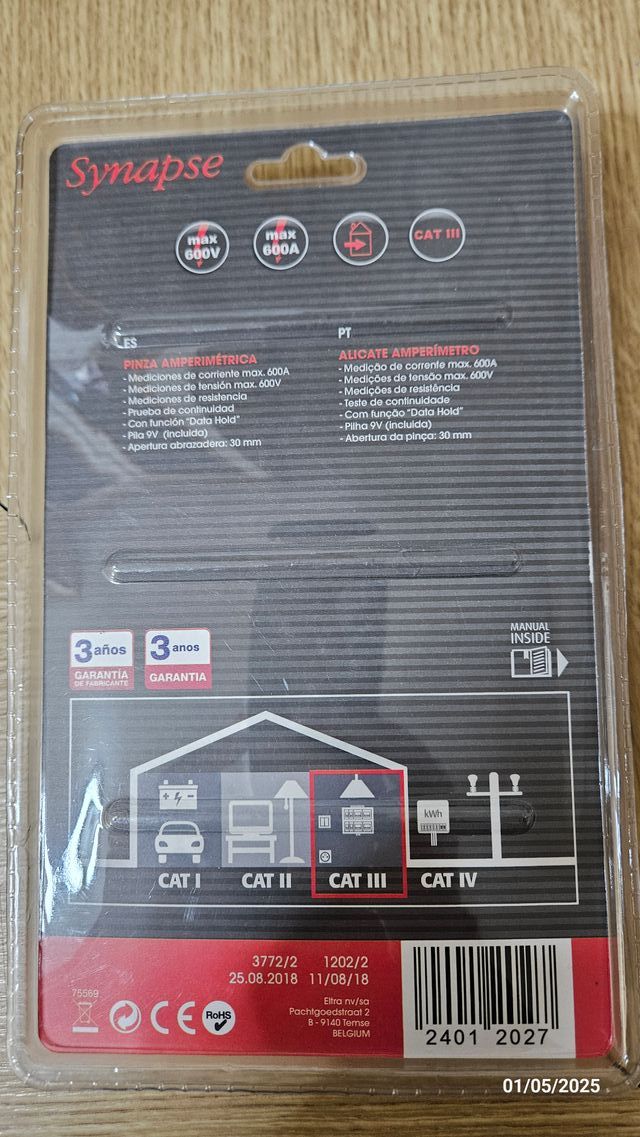 Synapse
max
600V
max
600A
CAT III
ES
PINZA AMPERIMÉTRICA
- Mediciones de corriente max. 600A
- Mediciones de tensión max. 600V
- Mediciones de resistencia
- Prueba de continuidad
- Con función "Data Hold"
- Pila 9V (incluida)
- Apertura abrazadera: 30 mm
PT
ALICATE AMPERÍMETRO
- Medição de corrente max. 600A
- Medições de tensão max. 600V
- Medições de resistência
- Teste de continuidade
- Com função "Data Hold"
- Pilha 9V (incluida)
- Abertura da pinça: 30 mm
3 años
GARANTÍA
DE FABRICANTE
3 anos
GARANTIA
MANUAL
INSIDE
+ -
kWh
CAT I
CAT II
CAT III
CAT IV
3772/2 1202/2
25.08.2018 11/08/18
75569
CE
RoHS
Eltra nv/sa
Pachtgoedstraat 2
B - 9140 Temse
BELGIUM
2401 2027
01/05/2025